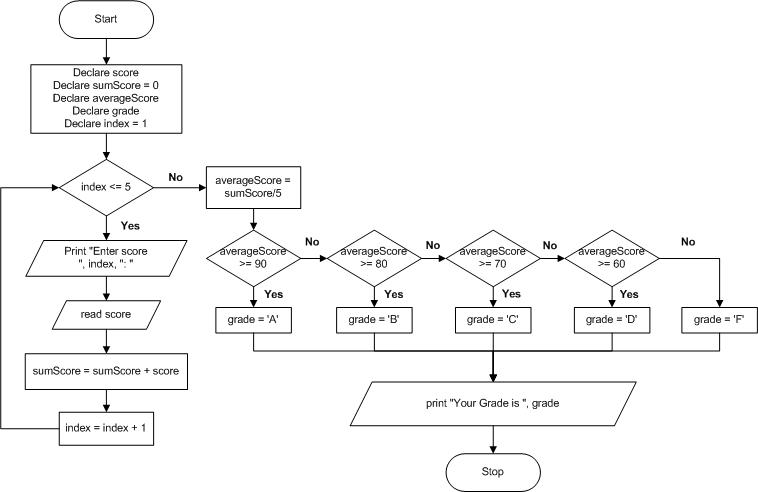 Start
Declare score
Declare sumScore = 0
Declare averageScore
Declare grade
Declare index = 1
index <= 5
No
Yes
averageScore =
sumScore/5
Print "Enter score
", index, ": "
read score
sumScore = sumScore + score
index = index + 1
averageScore
>= 90
No
Yes
averageScore
>= 80
No
Yes
averageScore
>= 70
No
Yes
averageScore
>= 60
No
Yes
grade = 'A'
grade = 'B'
grade = 'C'
grade = 'D'
grade = 'F'
print "Your Grade is ", grade
Stop